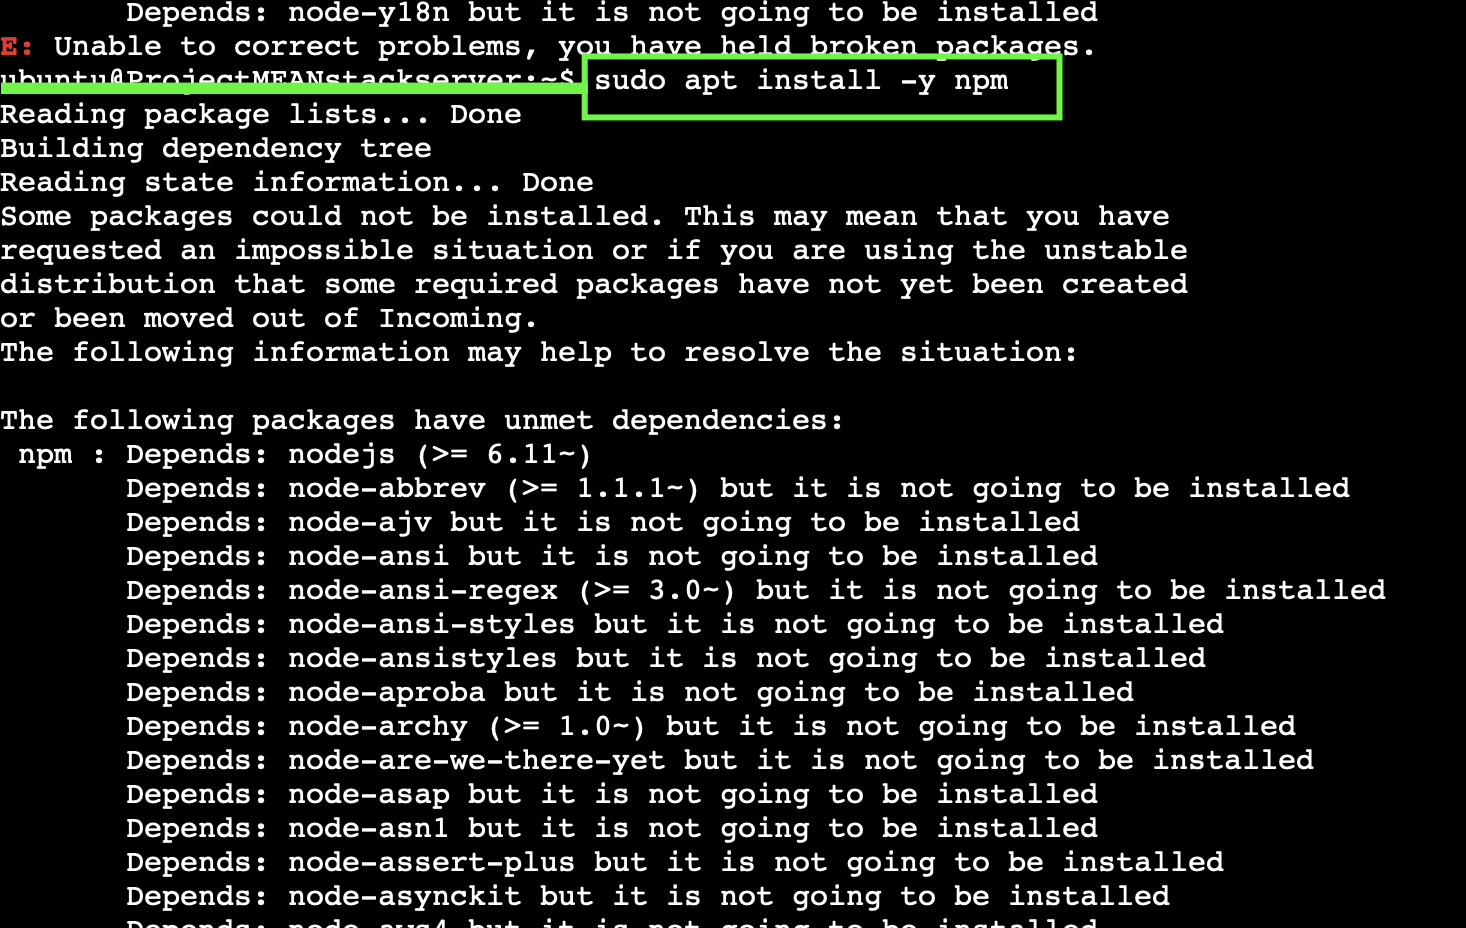 Depends: node-y18n but it is not going to be installed
E: Unable to correct problems, you have held broken packages.
ubuntu@ProjectMEANstackserver:~$ sudo apt install -y npm
Reading package lists... Done
Building dependency tree
Reading state information... Done
Some packages could not be installed. This may mean that you have
requested an impossible situation or if you are using the unstable
distribution that some required packages have not yet been created
or been moved out of Incoming.
The following information may help to resolve the situation:
The following packages have unmet dependencies:
npm : Depends: nodejs (>= 6.11~)
Depends: node-abbrev (>= 1.1.1~) but it is not going to be installed
Depends: node-ajv but it is not going to be installed
Depends: node-ansi but it is not going to be installed
Depends: node-ansi-regex (>= 3.0~) but it is not going to be installed
Depends: node-ansi-styles but it is not going to be installed
Depends: node-ansistyles but it is not going to be installed
Depends: node-aproba but it is not going to be installed
Depends: node-archy (>= 1.0~) but it is not going to be installed
Depends: node-are-we-there-yet but it is not going to be installed
Depends: node-asap but it is not going to be installed
Depends: node-asn1 but it is not going to be installed
Depends: node-assert-plus but it is not going to be installed
Depends: node-asynckit but it is not going to be installed
Depends: node-aws4 but it is not going to be installed